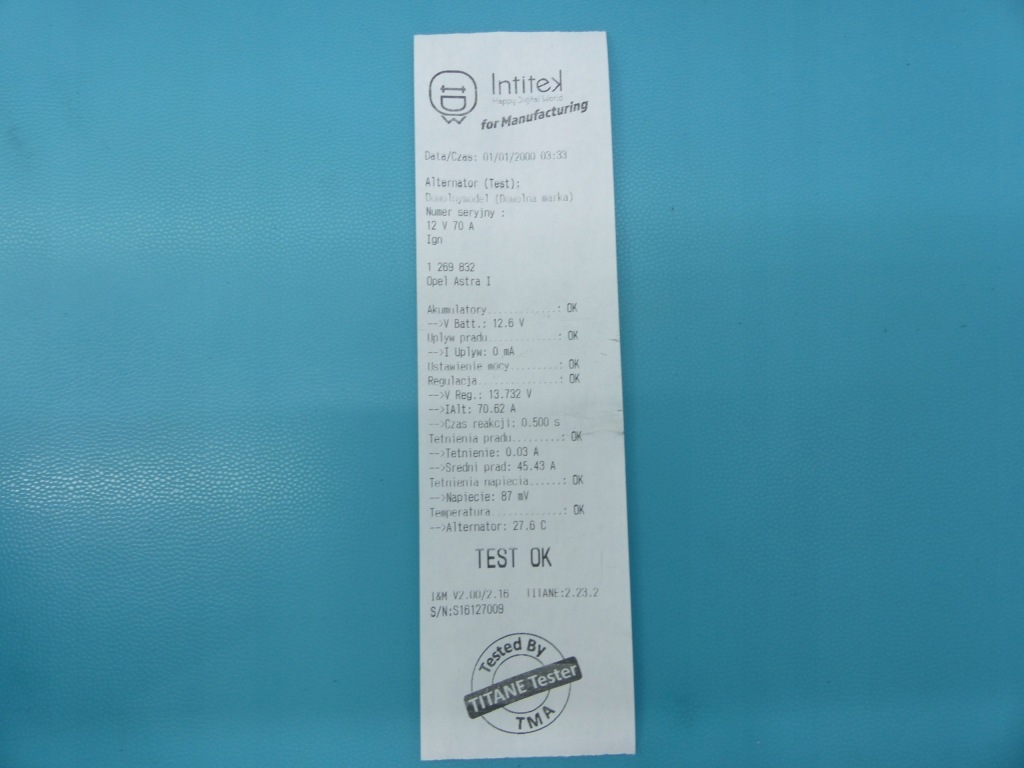 Intitek
Happy Digital World
for Manufacturing
Data/Czas: 01/01/2000 03:33
Alternator (Test):
Dowolnymodel (Dowolna marka)
Numer seryjny :
12 V 70 A
Ign
1 269 832
Opel Astra I
Akumulatory...........: OK
-->V Batt.: 12.6 V
Uplyw pradu...........: OK
-->I Uplyw: 0 mA
Ustawienie mocy.........: OK
Regulacja.............: OK
-->V Reg.: 13.732 V
-->IAlt: 70.62 A
-->Czas reakcji: 0.500 s
Tetnienia pradu........: OK
-->Tetnienie: 0.03 A
-->Sredni prad: 45.43 A
Tetnienia napiecia......: OK
-->Napiecie: 87 mV
Temperatura............: OK
-->Alternator: 27.6 C
TEST OK
I&M V2.00/2.16 TITANE:2.23.2
S/N:S16127009
Tested By
TITANE Tester
TMA